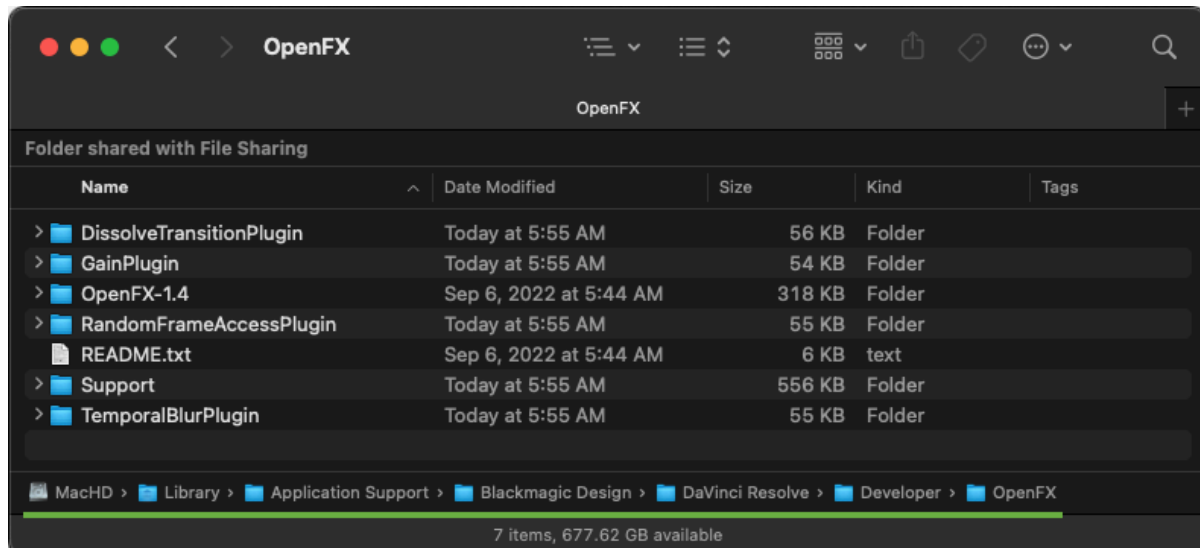 OpenFX
OpenFX
Folder shared with File Sharing
Name Date Modified Size Kind Tags
DissolveTransitionPlugin Today at 5:55 AM 56 KB Folder
GainPlugin Today at 5:55 AM 54 KB Folder
OpenFX-1.4 Sep 6, 2022 at 5:44 AM 318 KB Folder
RandomFrameAccessPlugin Today at 5:55 AM 55 KB Folder
README.txt Sep 6, 2022 at 5:44 AM 6 KB text
Support Today at 5:55 AM 556 KB Folder
TemporalBlurPlugin Today at 5:55 AM 55 KB Folder
MacHD › Library › Application Support › Blackmagic Design › DaVinci Resolve › Developer › OpenFX
7 items, 677.62 GB available